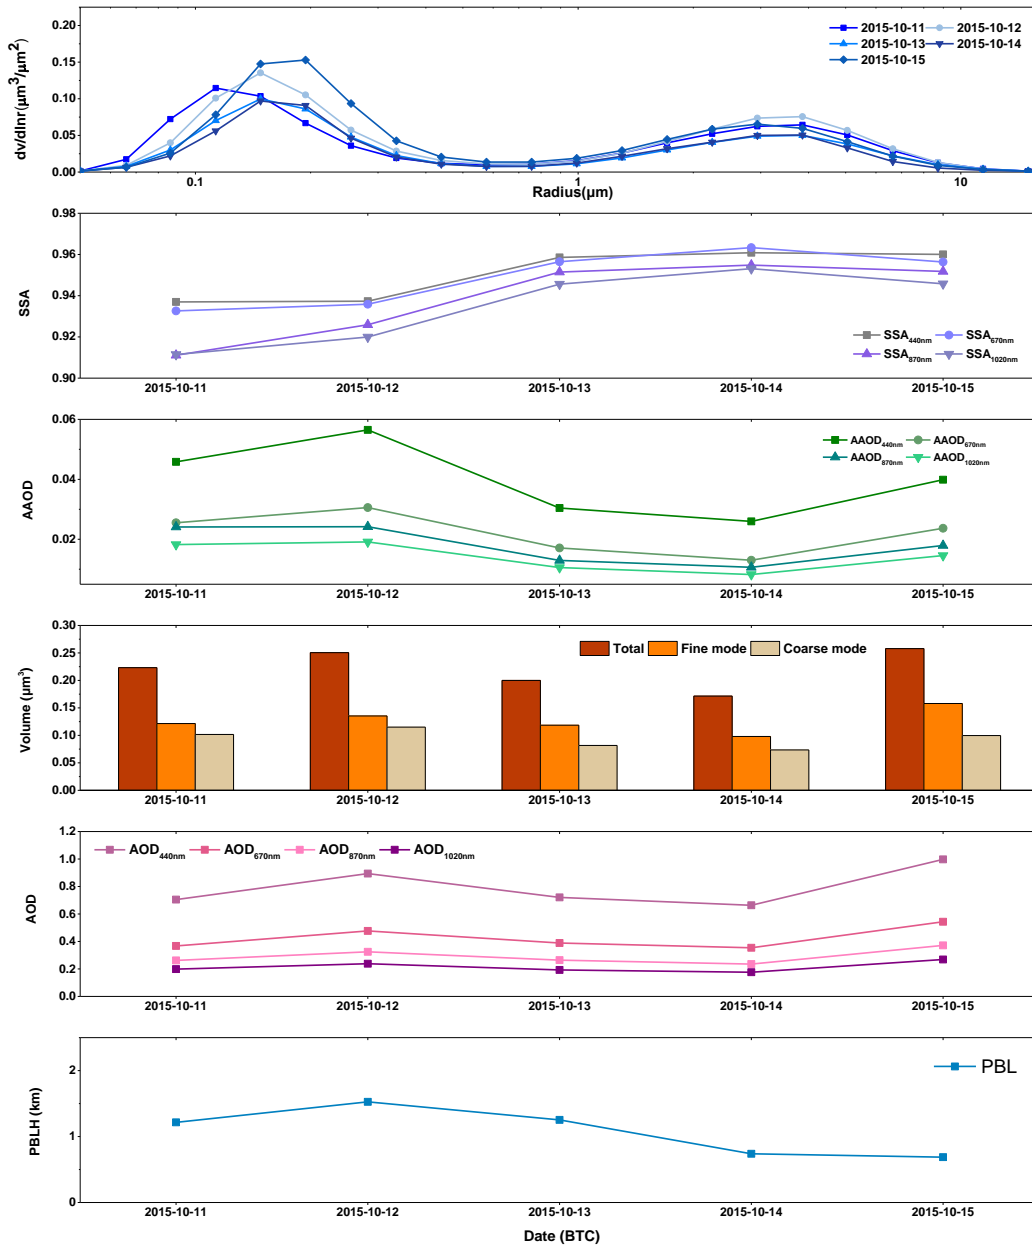 0.20
0.15
0.10
0.05
0.00
dv/dlnr(μm³/μm²)
2015-10-11 2015-10-12
2015-10-13 2015-10-14
2015-10-15
0.1 1 10
Radius(μm)
0.98
0.96
0.94
0.92
0.90
SSA
SSA440nm SSA670nm
SSA870nm SSA1020nm
2015-10-11 2015-10-12 2015-10-13 2015-10-14 2015-10-15
0.06
0.04
0.02
AAOD
AAOD440nm AAOD670nm
AAOD870nm AAOD1020nm
2015-10-11 2015-10-12 2015-10-13 2015-10-14 2015-10-15
0.30
0.25
0.20
0.15
0.10
0.05
0.00
Volume (μm³)
Total Fine mode Coarse mode
2015-10-11 2015-10-12 2015-10-13 2015-10-14 2015-10-15
1.2
1.0
0.8
0.6
0.4
0.2
0.0
AOD
AOD440nm AOD670nm AOD870nm AOD1020nm
2015-10-11 2015-10-12 2015-10-13 2015-10-14 2015-10-15
2
1
0
PBLH (km)
PBL
2015-10-11 2015-10-12 2015-10-13 2015-10-14 2015-10-15
Date (BTC)